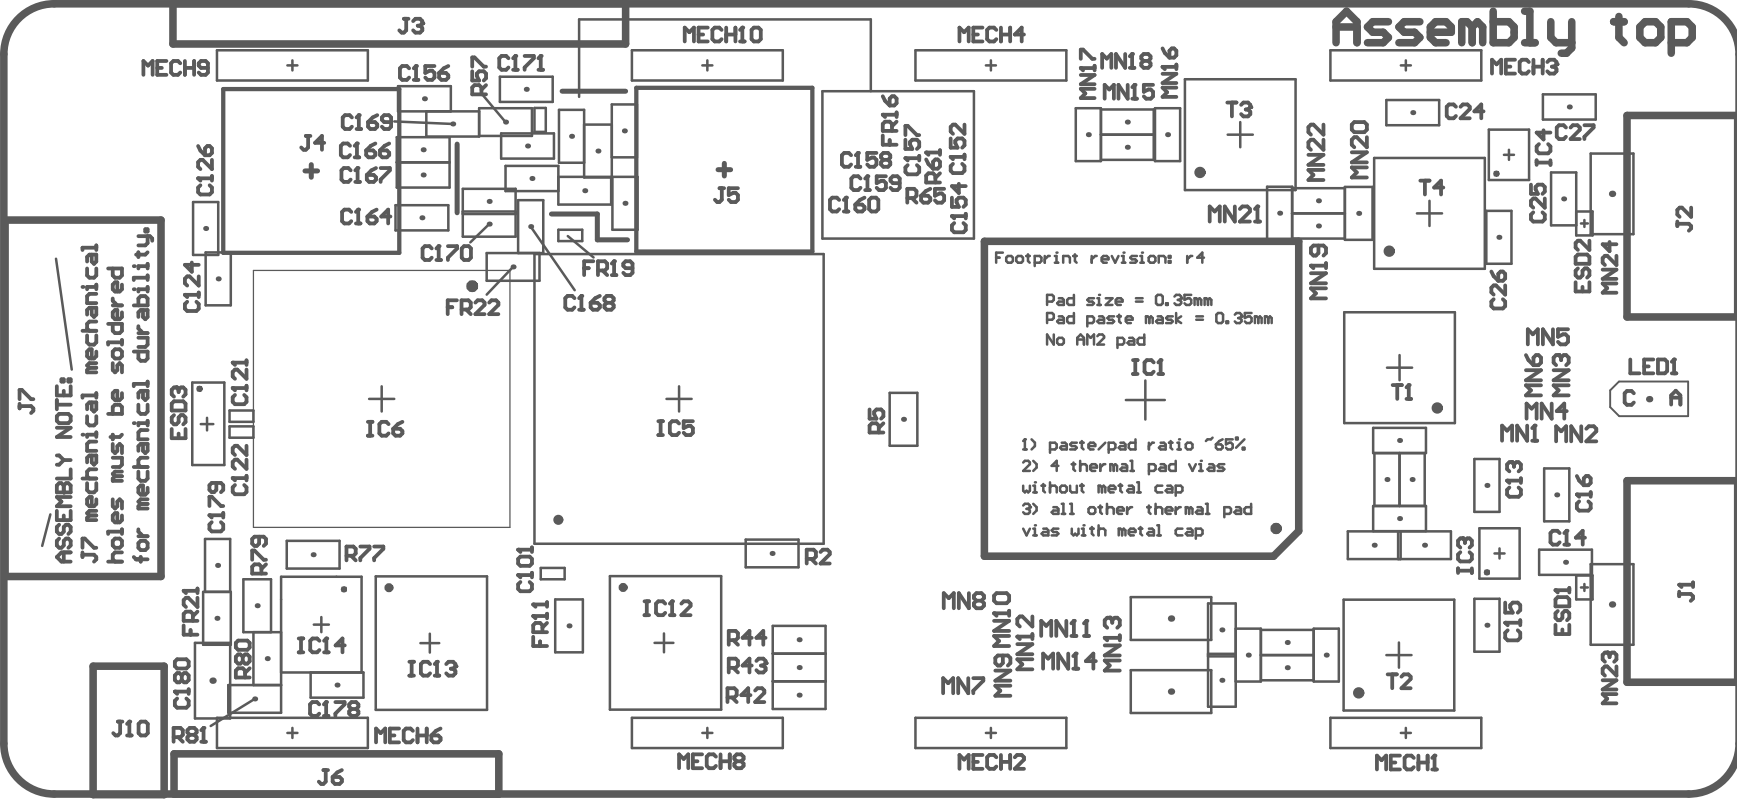 Assembly top
J3
MECH10
MECH4
MECH9
MECH3
C156
R57
C171
MN17
MN18
MN16
MN15
C169
J4
C166
C167
C164
C126
C170
FR19
C168
FR22
C124
J5
FR16
C157
C152
C158
R61
C159
R65
C160
C154
T3
MN22
MN20
MN21
MN19
T4
C24
IC4
C27
C25
ESD2
MN24
C26
J2
J7
ASSEMBLY NOTE:
J7 mechanical mechanical
holes must be soldered
for mechanical durability.
ESD3
C121
C122
IC6
IC5
R5
Footprint revision: r4
Pad size = 0.35mm
Pad paste mask = 0.35mm
No AM2 pad
IC1
1) paste/pad ratio ~65%
2) 4 thermal pad vias
without metal cap
3) all other thermal pad
vias with metal cap
T1
MN5
MN6
MN3
MN4
MN1
MN2
LED1
C
A
C13
C16
C14
IC3
ESD1
C15
MN23
J1
C179
R79
R77
FR21
IC14
R80
C180
C178
R81
IC13
C101
FR11
IC12
R2
R44
R43
R42
MN8
MN10
MN12
MN11
MN13
MN14
MN7
MN9
T2
J10
MECH6
J6
MECH8
MECH2
MECH1